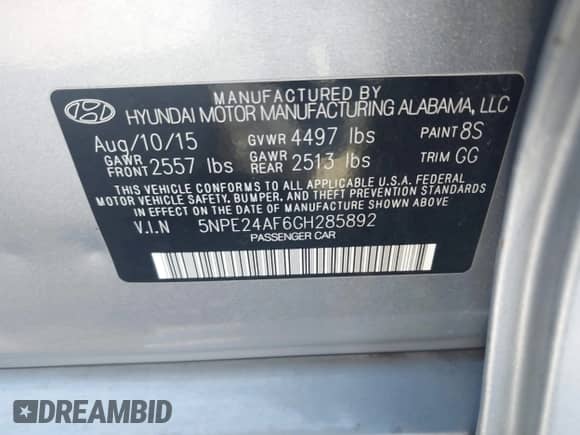 MANUFACTURED BY
HYUNDAI MOTOR MANUFACTURING ALABAMA, LLC
Aug/10/15 GVWR 4497 lbs PAINT 8S
GAWR FRONT 2557 lbs GAWR REAR 2513 lbs TRIM GG
THIS VEHICLE CONFORMS TO ALL APPLICABLE U.S.A. FEDERAL
MOTOR VEHICLE SAFETY, BUMPER, AND THEFT PREVENTION STANDARDS
IN EFFECT ON THE DATE OF MANUFACTURE SHOWN ABOVE.
V.I.N 5NPE24AF6GH285892
PASSENGER CAR
DREAMBID